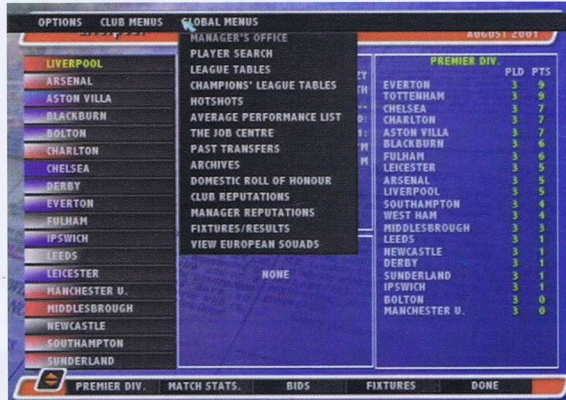 OPTIONS CLUB MENUS GLOBAL MENUS
AUGUST 2001
MANAGER'S OFFICE
PLAYER SEARCH
LEAGUE TABLES
CHAMPIONS' LEAGUE TABLES
HOTSHOTS
AVERAGE PERFORMANCE LIST
THE JOB CENTRE
PAST TRANSFERS
ARCHIVES
DOMESTIC ROLL OF HONOUR
CLUB REPUTATIONS
MANAGER REPUTATIONS
FIXTURES/RESULTS
VIEW EUROPEAN SQUADS
LIVERPOOL
ARSENAL
ASTON VILLA
BLACKBURN
BOLTON
CHARLTON
CHELSEA
DERBY
EVERTON
FULHAM
IPSWICH
LEEDS
LEICESTER
MANCHESTER U.
MIDDLESBROUGH
NEWCASTLE
SOUTHAMPTON
SUNDERLAND
NONE
PREMIER DIV.
PLD PTS
EVERTON 3 9
TOTTENHAM 3 9
CHELSEA 3 7
CHARLTON 3 7
ASTON VILLA 3 7
BLACKBURN 3 6
FULHAM 3 6
LEICESTER 3 5
ARSENAL 3 5
LIVERPOOL 3 5
SOUTHAMPTON 3 4
WEST HAM 3 4
MIDDLESBROUGH 3 3
LEEDS 3 1
NEWCASTLE 3 1
DERBY 3 1
SUNDERLAND 3 1
IPSWICH 3 1
BOLTON 3 0
MANCHESTER U. 3 0
PREMIER DIV. MATCH STATS. BIDS FIXTURES DONE